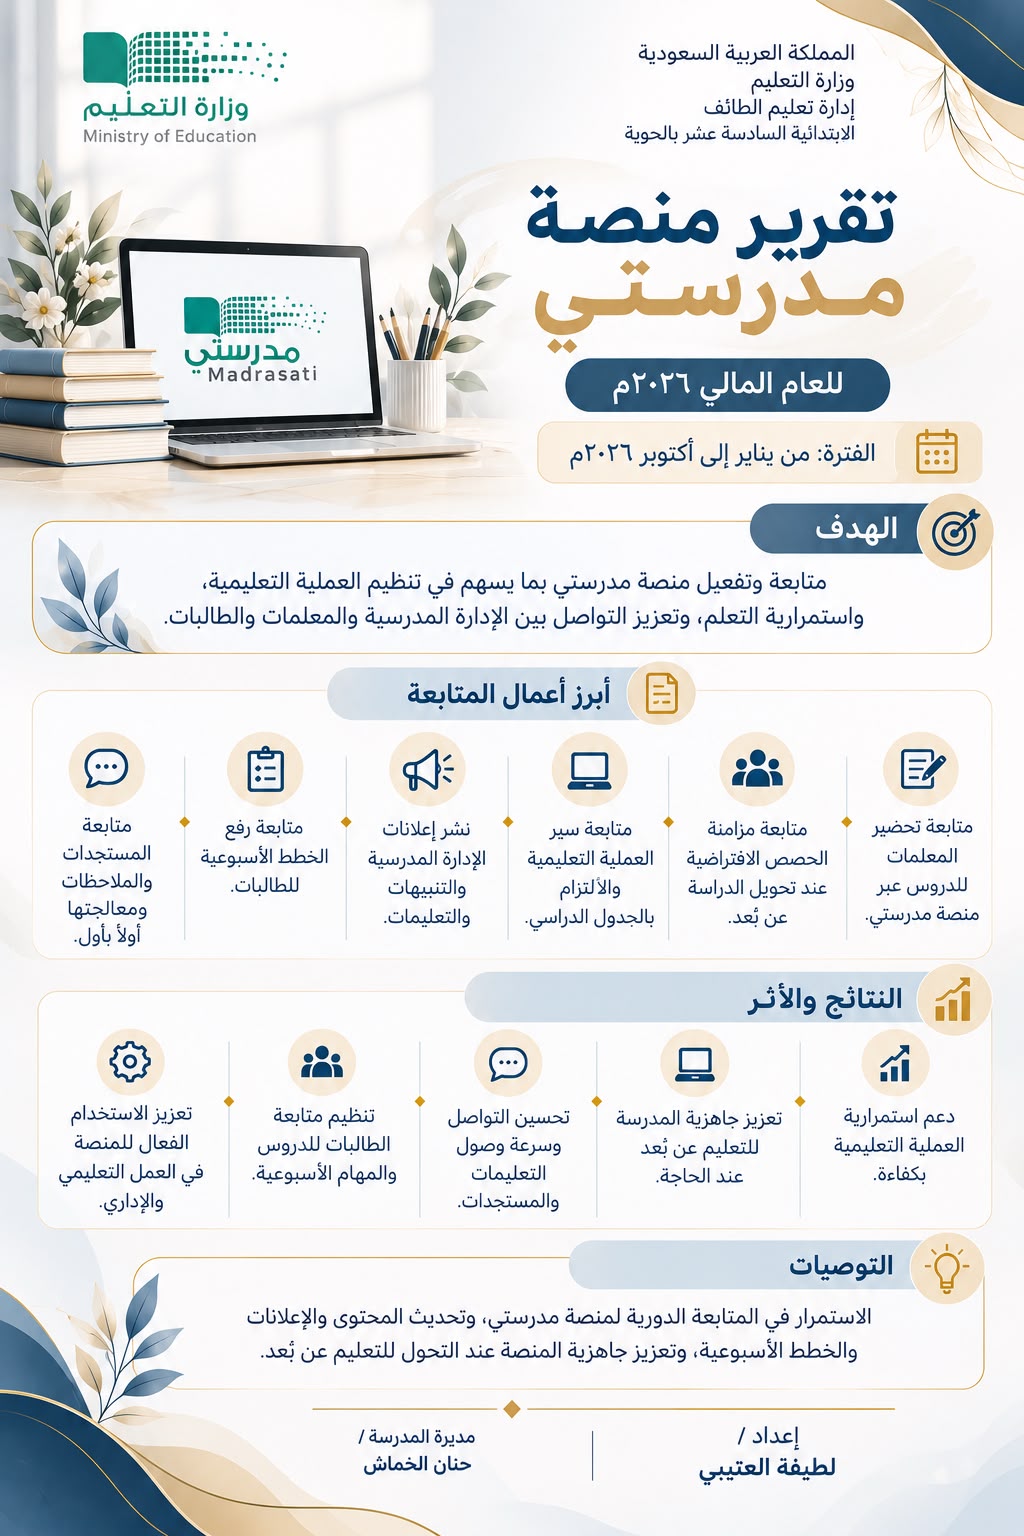 وزارة التعليم
Ministry of Education
المملكة العربية السعودية
وزارة التعليم
إدارة تعليم الطائف
الابتدائية السادسة عشر بالحوية
تقرير منصة
مدرستي
مدرستي
Madrasati
للعام المالي ٢٠٢٦م
الفترة: من يناير إلى أكتوبر ٢٠٢٦م
الهدف
متابعة وتفعيل منصة مدرستي بما يسهم في تنظيم العملية التعليمية،
واستمرارية التعلم، وتعزيز التواصل بين الإدارة المدرسية والمعلمات والطالبات.
أبرز أعمال المتابعة
متابعة تحضير
المعلمات
للدروس عبر
منصة مدرستي.
متابعة مزامنة
الحصص الافتراضية
عند تحويل الدراسة
عن بُعد.
متابعة سير
العملية التعليمية
والالتزام
بالجدول الدراسي.
نشر إعلانات
الإدارة المدرسية
والتنبيهات
والتعليمات.
متابعة رفع
الخطط الأسبوعية
للطالبات.
متابعة
المستجدات
والملاحظات
ومعالجتها
أولاً بأول.
النتائج والأثر
دعم استمرارية
العملية التعليمية
بكفاءة.
تعزيز جاهزية المدرسة
للتعليم عن بُعد
عند الحاجة.
تحسين التواصل
وسرعة وصول
التعليمات
والمستجدات.
تنظيم متابعة
الطالبات للدروس
والمهام الأسبوعية.
تعزيز الاستخدام
الفعال للمنصة
في العمل التعليمي
والإداري.
التوصيات
الاستمرار في المتابعة الدورية لمنصة مدرستي، وتحديث المحتوى والإعلانات
والخطط الأسبوعية، وتعزيز جاهزية المنصة عند التحول للتعليم عن بُعد.
إعداد /
لطيفة العتيبي
مديرة المدرسة /
حنان الخماش